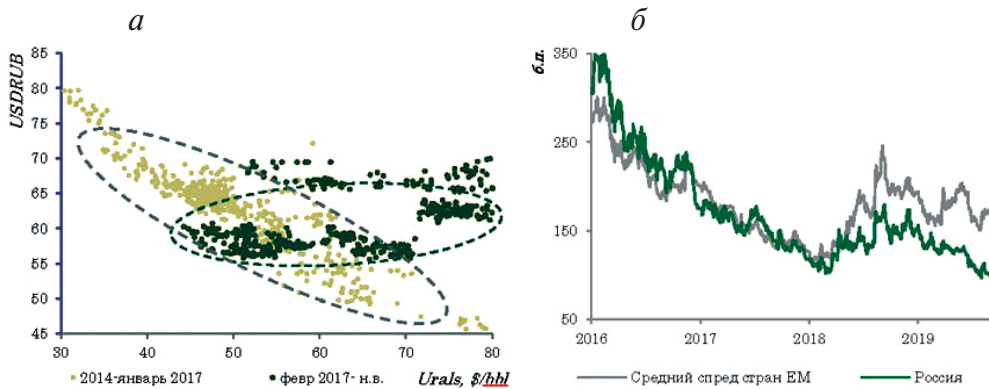 а
USDRUB
85
80
75
70
65
60
55
50
45
30 40 50 60 70 80
2014-январь 2017 февр 2017- н.в. Urals, $/bbl
б
б.п.
350
250
150
50
2016 2017 2018 2019
Средний спред стран ЕМ Россия